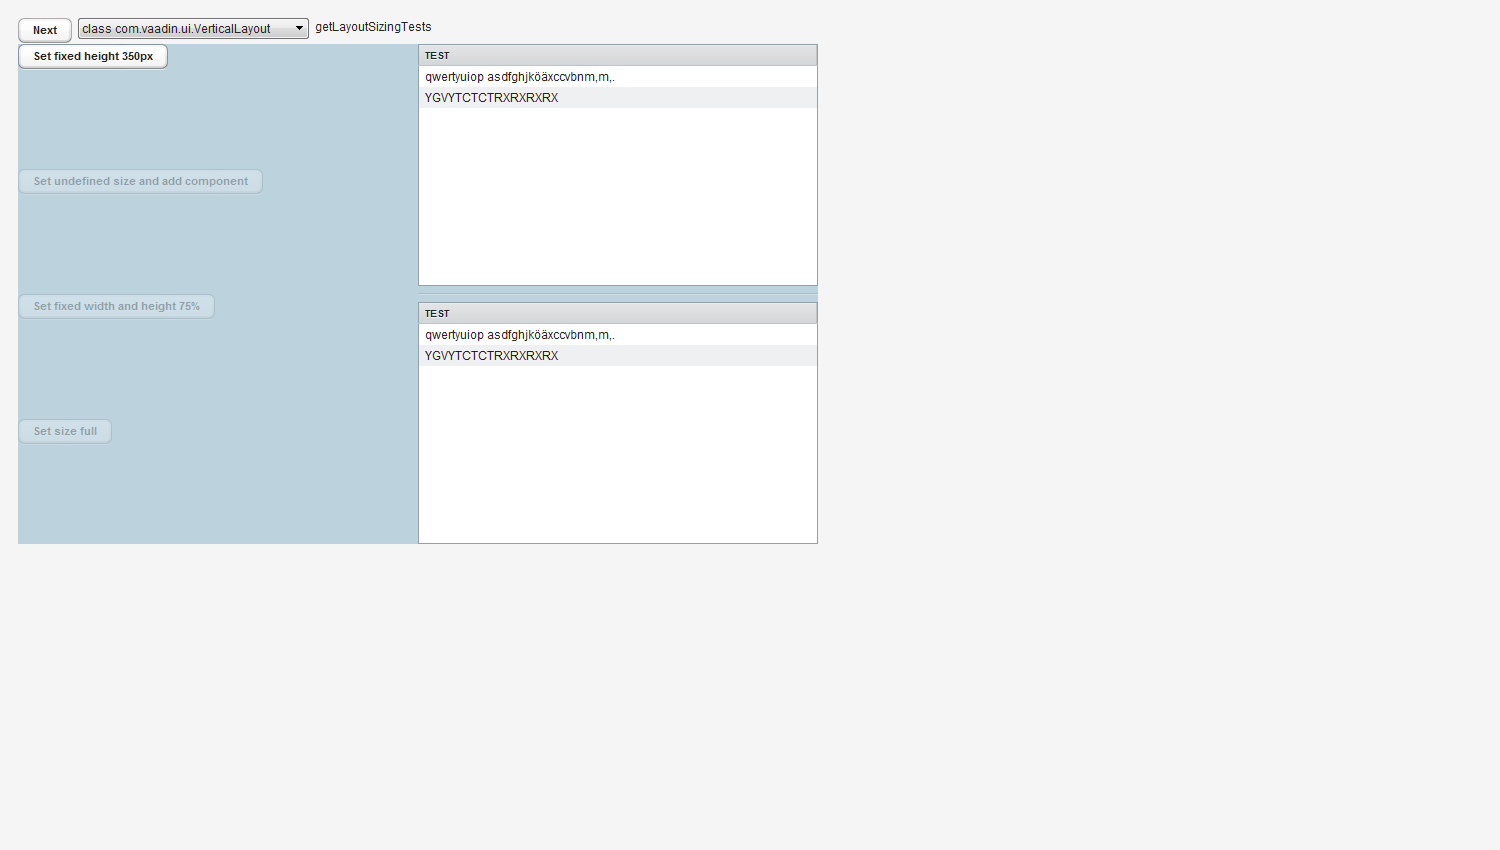 Next
class com.vaadin.ui.VerticalLayout
getLayoutSizingTests
Set fixed height 350px
Set undefined size and add component
Set fixed width and height 75%
Set size full
TEST
qwertyuiop asdfghjköäxccvbnm,m,.
YGVYTCTCTRXRXRXRX
TEST
qwertyuiop asdfghjköäxccvbnm,m,.
YGVYTCTCTRXRXRXRX